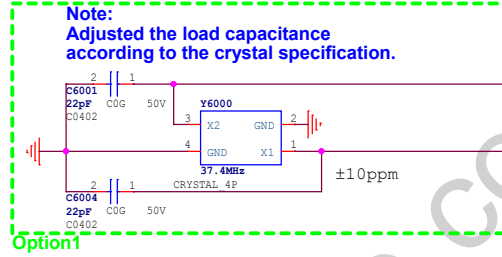 Note:
Adjusted the load capacitance
according to the crystal specification.
2 1
C6001
22pF C0G 50V
C0402
Y6000
3 X2 GND 2
4 GND X1 1
37.4MHz
CRYSTAL_4P
±10ppm
2 1
C6004
22pF C0G 50V
C0402
Option1